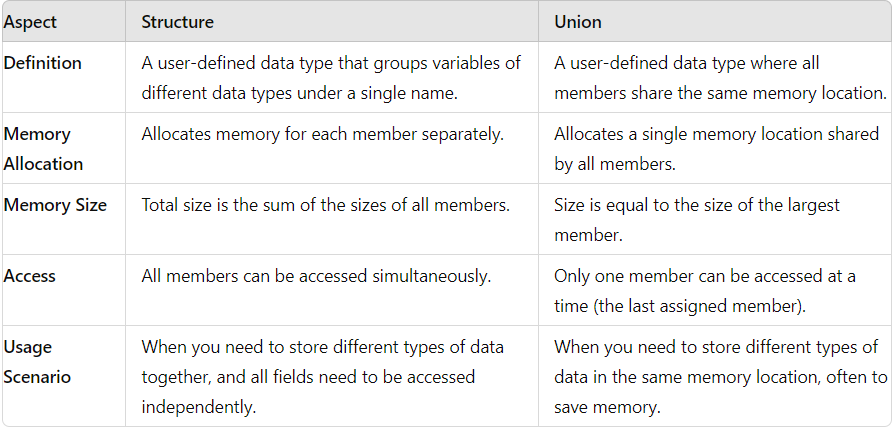 Aspect Structure Union
Definition A user-defined data type that groups variables of A user-defined data type where all
different data types under a single name. members share the same memory location.
Memory Allocates memory for each member separately. Allocates a single memory location shared
Allocation by all members.
Memory Size Total size is the sum of the sizes of all members. Size is equal to the size of the largest
member.
Access All members can be accessed simultaneously. Only one member can be accessed at a
time (the last assigned member).
Usage When you need to store different types of data When you need to store different types of
Scenario together, and all fields need to be accessed data in the same memory location, often to
independently. save memory.